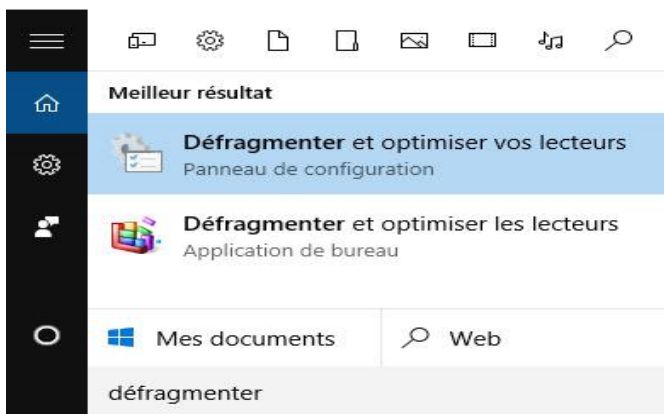 Meilleur résultat
Défragmenter et optimiser vos lecteurs
Panneau de configuration
Défragmenter et optimiser les lecteurs
Application de bureau
Mes documents
Web
défragmenter